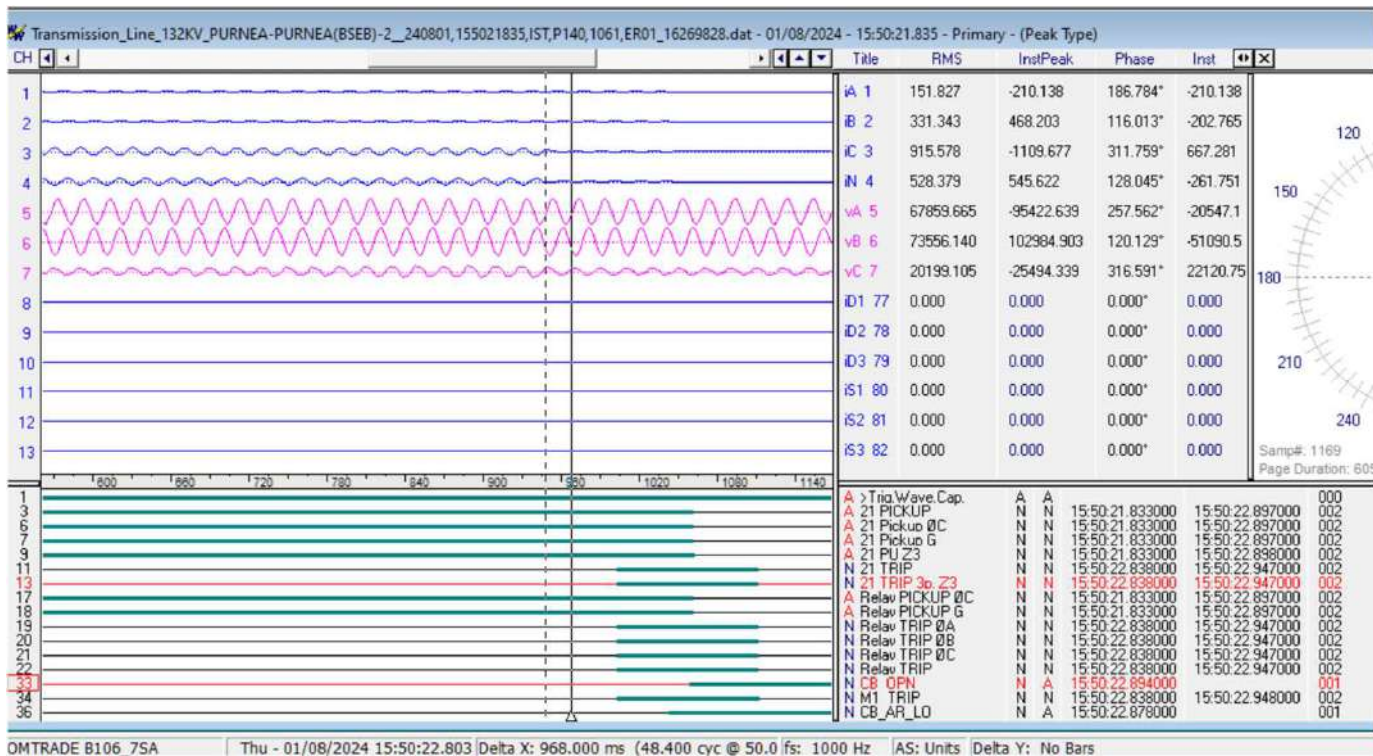 Transmission_Line_132KV_PURNEA-PURNEA(BSEB)-2__240801,155021835,IST,P140,1061,ER01_16269828.dat - 01/08/2024 - 15:50:21.835 - Primary - (Peak Type)
CH Title RMS InstPeak Phase Inst
1 iA 1 151.827 -210.138 186.784° -210.138
2 iB 2 331.343 468.203 116.013° -202.765
3 iC 3 915.578 -1109.677 311.759° 667.281
4 iN 4 528.379 545.622 128.045° -261.751
5 vA 5 67859.665 -95422.639 257.562° -20547.1
6 vB 6 73556.140 102984.903 120.129° -51090.5
7 vC 7 20199.105 -25494.339 316.591° 22120.75
8 iD1 77 0.000 0.000 0.000° 0.000
9 iD2 78 0.000 0.000 0.000° 0.000
10 iD3 79 0.000 0.000 0.000° 0.000
11 iS1 80 0.000 0.000 0.000° 0.000
12 iS2 81 0.000 0.000 0.000° 0.000
13 iS3 82 0.000 0.000 0.000° 0.000
120
150
180
210
240
Samp#: 1169
Page Duration: 605
600 660 720 780 840 900 960 1020 1080 1140
1 A >Trig.Wave.Cap. A A 000
3 A 21 PICKUP N N 15:50:21.833000 15:50:22.897000 002
6 A 21 Pickup ØC N N 15:50:21.833000 15:50:22.897000 002
7 A 21 Pickup G N N 15:50:21.833000 15:50:22.897000 002
9 A 21 PU Z3 N N 15:50:21.833000 15:50:22.898000 002
11 N 21 TRIP N N 15:50:22.838000 15:50:22.947000 002
13 N 21 TRIP 3p. Z3 N N 15:50:22.838000 15:50:22.947000 002
17 A Relay PICKUP ØC N N 15:50:21.833000 15:50:22.897000 002
18 A Relay PICKUP G N N 15:50:21.833000 15:50:22.897000 002
19 N Relay TRIP ØA N N 15:50:22.838000 15:50:22.947000 002
20 N Relay TRIP ØB N N 15:50:22.838000 15:50:22.947000 002
21 N Relay TRIP ØC N N 15:50:22.838000 15:50:22.947000 002
22 N Relay TRIP N N 15:50:22.838000 15:50:22.947000 002
33 N CB_OPN N A 15:50:22.894000 001
34 N M1_TRIP N N 15:50:22.838000 15:50:22.948000 002
36 N CB_AR_LO N A 15:50:22.878000 001
OMTRADE B106_7SA Thu - 01/08/2024 15:50:22.803 Delta X: 968.000 ms (48.400 cyc @ 50.0 fs: 1000 Hz AS: Units Delta Y: No Bars